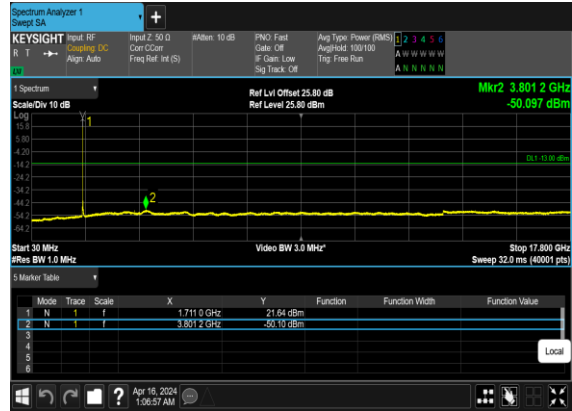 Spectrum Analyzer 1
Swept SA
+
KEYSIGHT Input: RF Input Z: 50 Ω #Atten: 10 dB PNO: Fast Avg Type: Power (RMS) 1 2 3 4 5 6
R T Coupling: DC Corr CCorr Gate: Off Avg|Hold: 100/100 A W W W W W
Align: Auto Freq Ref: Int (S) IF Gain: Low Trig: Free Run
Sig Track: Off A N N N N N
1 Spectrum Ref Lvl Offset 25.80 dB Mkr2 3.801 2 GHz
Scale/Div 10 dB Ref Level 25.80 dBm -50.097 dBm
Log
15.8
1
5.80
-4.20
DL1 -13.00 dBm
-14.2
-24.2
-34.2
2
-44.2
-54.2
-64.2
Start 30 MHz Video BW 3.0 MHz* Stop 17.800 GHz
#Res BW 1.0 MHz Sweep 32.0 ms (40001 pts)
5 Marker Table
Mode Trace Scale X Y Function Function Width Function Value
1 N 1 f 1.711 0 GHz 21.64 dBm
2 N 1 f 3.801 2 GHz -50.10 dBm
3
4
5
6
Local
? Apr 16, 2024
1:06:57 AM